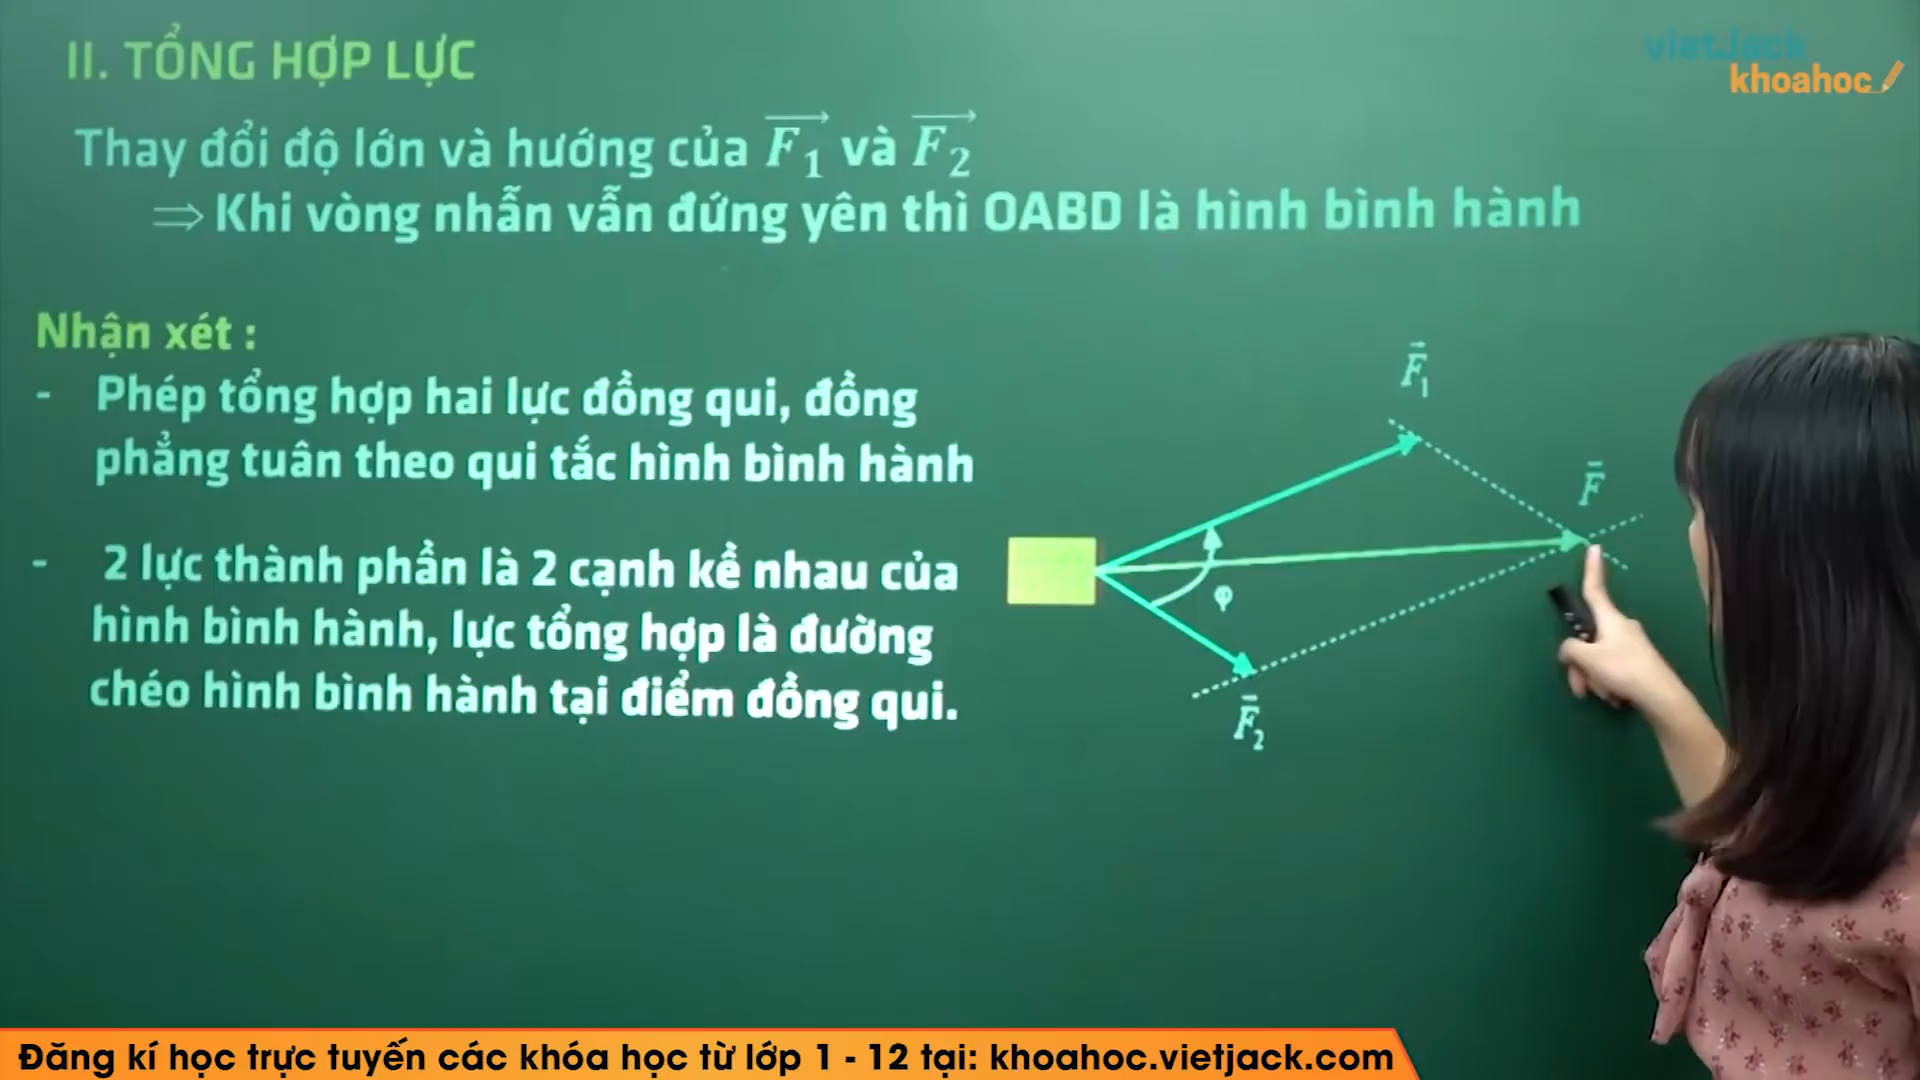 II. TỔNG HỢP LỰC
vietJack
khoahoc
Thay đổi độ lớn và hướng của F₁ và F₂
⇒ Khi vòng nhẫn vẫn đứng yên thì OABD là hình bình hành
Nhận xét :
- Phép tổng hợp hai lực đồng qui, đồng
phẳng tuân theo qui tắc hình bình hành
- 2 lực thành phần là 2 cạnh kề nhau của
hình bình hành, lực tổng hợp là đường
chéo hình bình hành tại điểm đồng qui.
F₁
F
φ
F₂
Đăng kí học trực tuyến các khóa học từ lớp 1 - 12 tại: khoahoc.vietjack.com